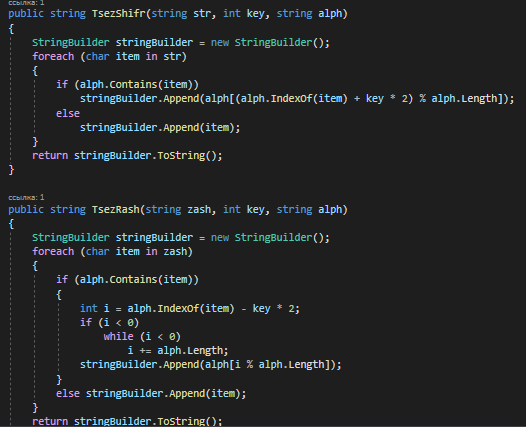 ссылка: 1
public string TsezShifr(string str, int key, string alph)
{
    StringBuilder stringBuilder = new StringBuilder();
    foreach (char item in str)
    {
        if (alph.Contains(item))
            stringBuilder.Append(alph[(alph.IndexOf(item) + key * 2) % alph.Length]);
        else
            stringBuilder.Append(item);
    }
    return stringBuilder.ToString();
}
ссылка: 1
public string TsezRash(string zash, int key, string alph)
{
    StringBuilder stringBuilder = new StringBuilder();
    foreach (char item in zash)
    {
        if (alph.Contains(item))
        {
            int i = alph.IndexOf(item) - key * 2;
            if (i < 0)
                while (i < 0)
                    i += alph.Length;
            stringBuilder.Append(alph[i % alph.Length]);
        }
        else stringBuilder.Append(item);
    }
    return stringBuilder.ToString();